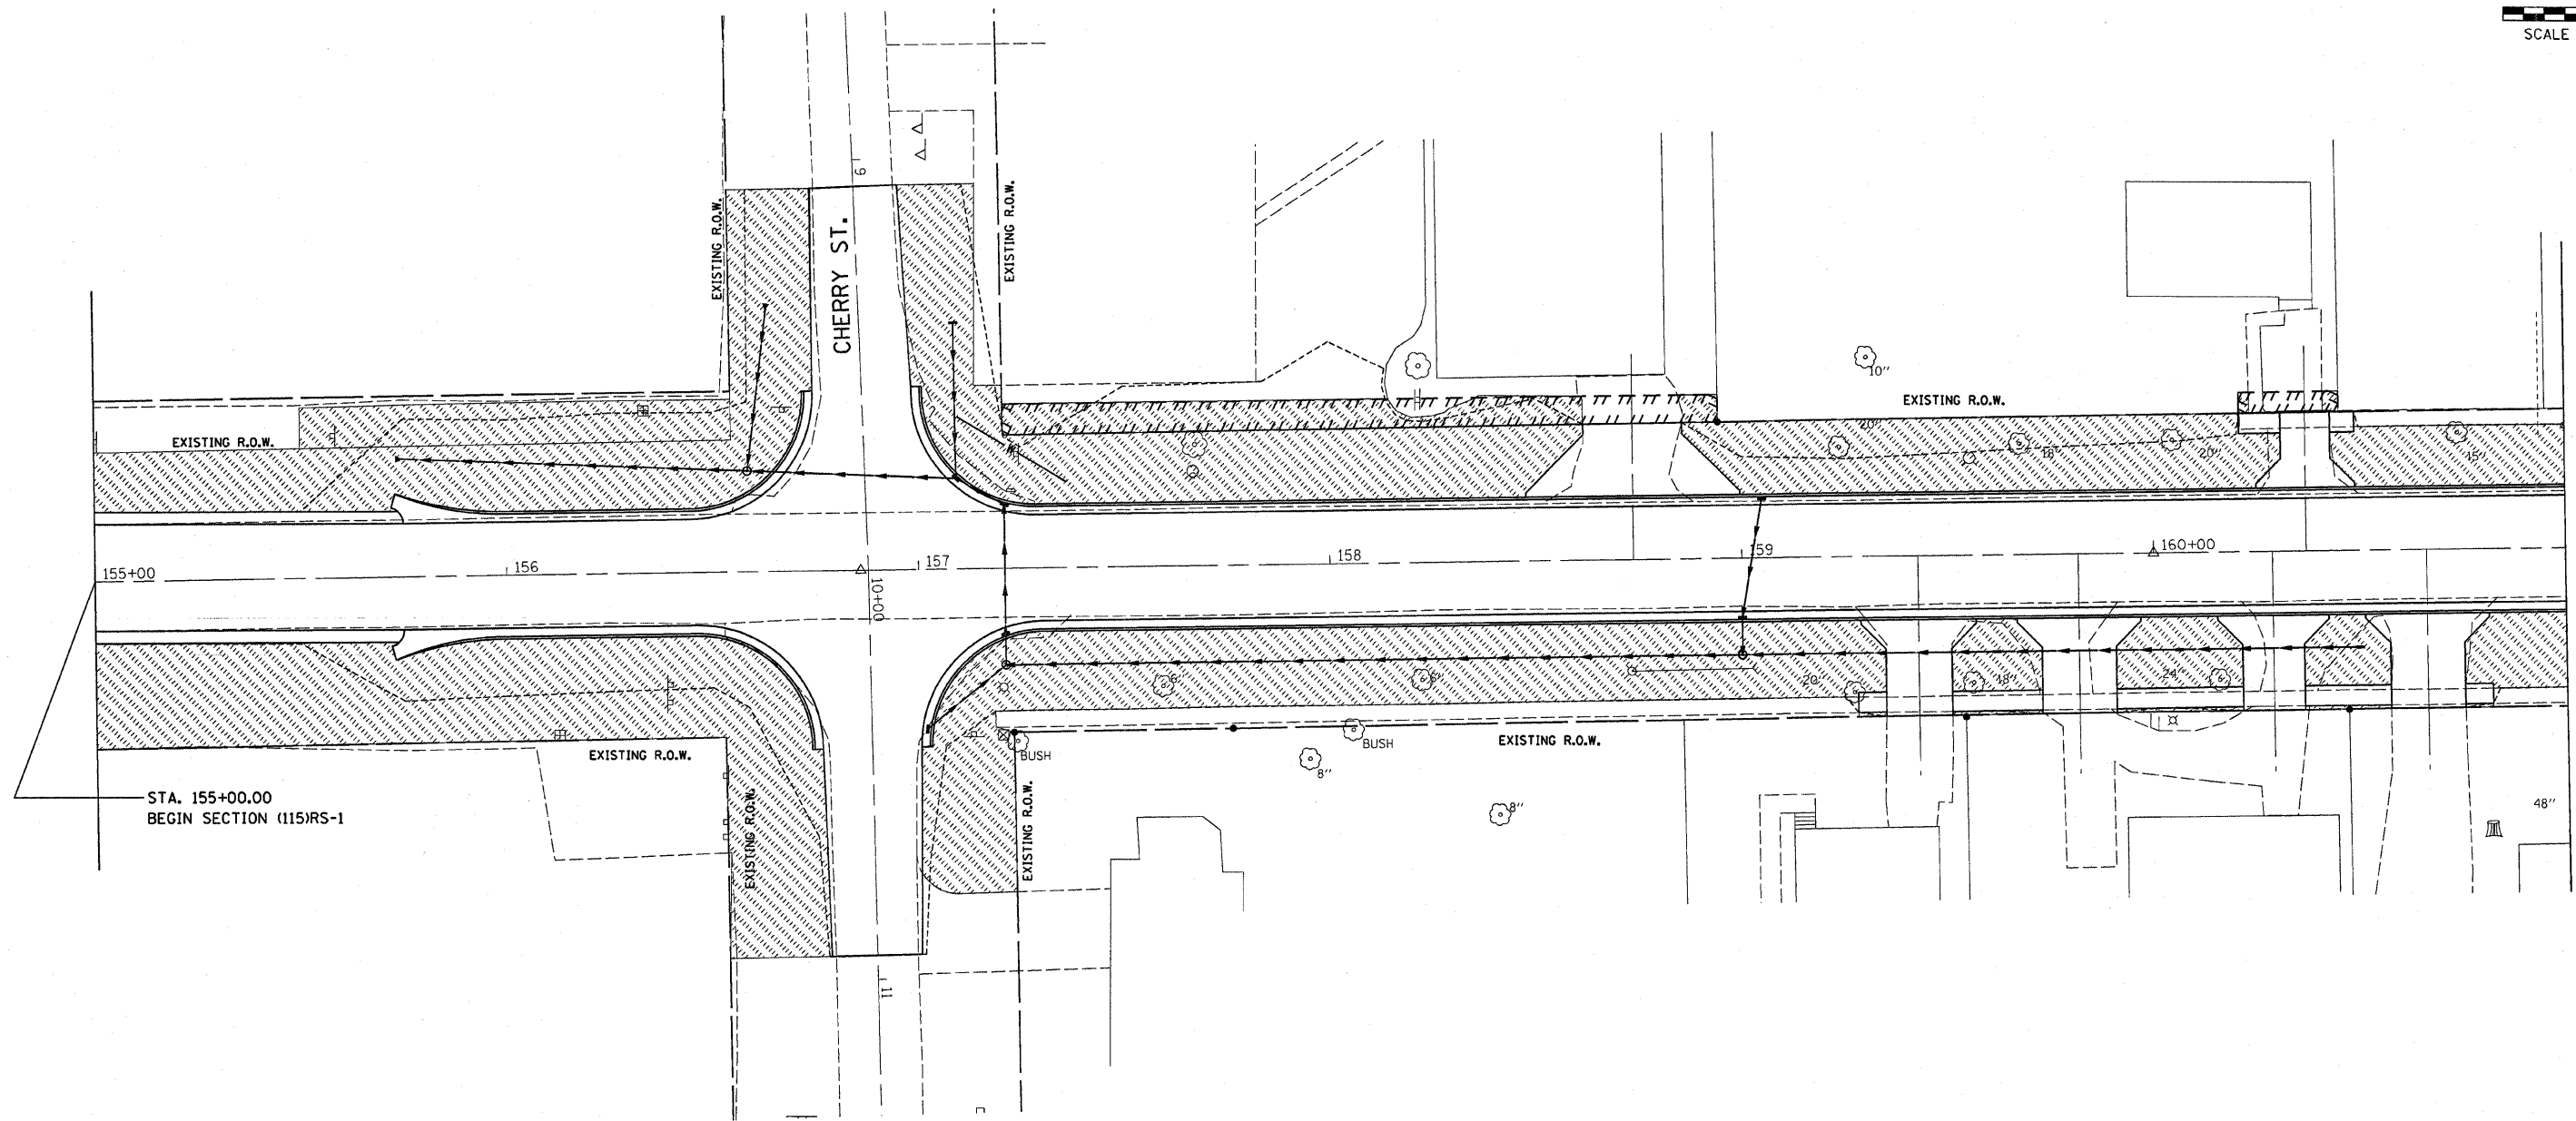 SCALE
9
CHERRY ST.
EXISTING R.O.W.
EXISTING R.O.W.
10"
EXISTING R.O.W.
EXISTING R.O.W.
20"
18"
20"
15"
155+00
156
157
158
159
160+00
10+00
6"
6"
20"
18"
24"
BUSH
BUSH
EXISTING R.O.W.
EXISTING R.O.W.
8"
8"
48"
STA. 155+00.00
BEGIN SECTION (115)RS-1
EXISTING R.O.W.
EXISTING R.O.W.
11